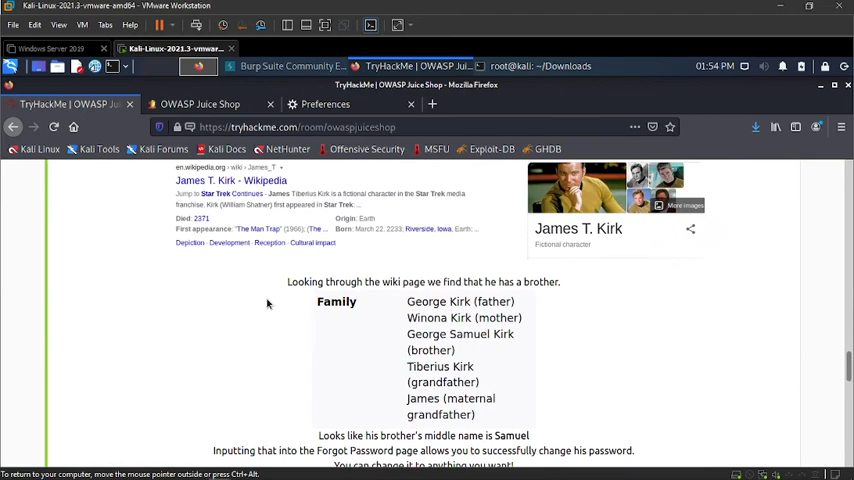 Kali-Linux-2021.3-vmware-amd64 - VMware Workstation
File Edit View VM Tabs Help
Windows Server 2019 Kali-Linux-2021.3-vmwar...
Burp Suite Community E... TryHackMe | OWASP Jui... root@kali: ~/Downloads 01:54 PM
TryHackMe | OWASP Juice Shop - Mozilla Firefox
TryHackMe | OWASP Jui OWASP Juice Shop Preferences
https://tryhackme.com/room/owaspjuiceshop
Kali Linux Kali Tools Kali Forums Kali Docs NetHunter Offensive Security MSFU Exploit-DB GHDB
en.wikipedia.org › wiki › James_T
James T. Kirk - Wikipedia
Jump to Star Trek Continues - James Tiberius Kirk is a fictional character in the Star Trek media
franchise. Kirk (William Shatner) first appeared in Star Trek: ...
Died: 2371 Origin: Earth
First appearance: "The Man Trap" (1966); (The ... Born: March 22, 2233; Riverside, Iowa, Earth; ...
Depiction · Development · Reception · Cultural impact
More images
James T. Kirk
Fictional character
Looking through the wiki page we find that he has a brother.
Family George Kirk (father)
Winona Kirk (mother)
George Samuel Kirk
(brother)
Tiberius Kirk
(grandfather)
James (maternal
grandfather)
Looks like his brother's middle name is Samuel
Inputting that into the Forgot Password page allows you to successfully change his password.
You can change it to anything you want!
To return to your computer, move the mouse pointer outside or press Ctrl+Alt.